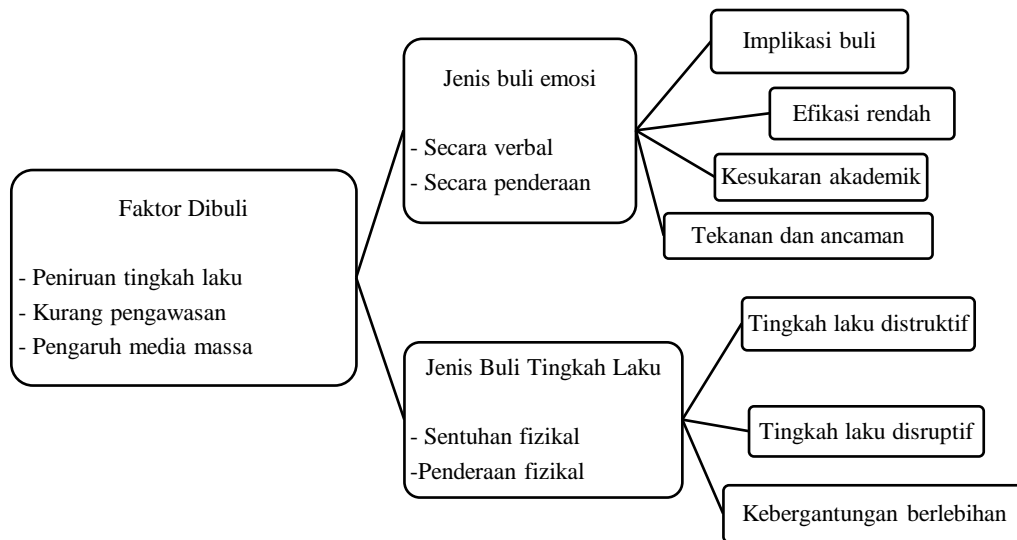 Faktor Dibuli
- Peniruan tingkah laku
- Kurang pengawasan
- Pengaruh media massa
Jenis buli emosi
- Secara verbal
- Secara penderaan
Implikasi buli
Efikasi rendah
Kesukaran akademik
Tekanan dan ancaman
Jenis Buli Tingkah Laku
- Sentuhan fizikal
-Penderaan fizikal
Tingkah laku distruktif
Tingkah laku disruptif
Kebergantungan berlebihan